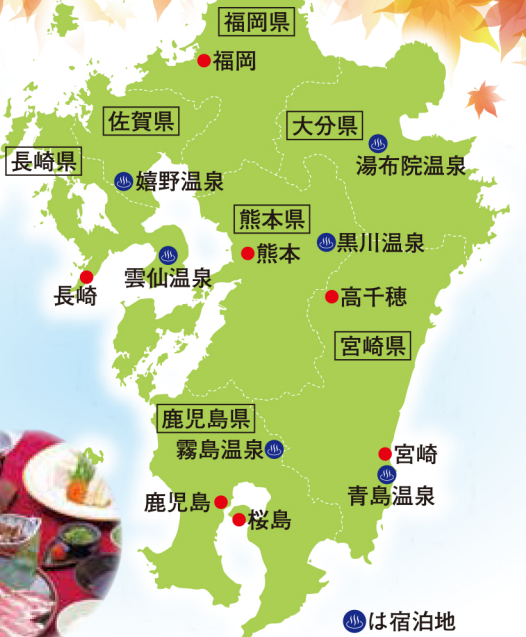 福岡県
福岡
佐賀県
大分県
長崎県
湯布院温泉
嬉野温泉
熊本県
黒川温泉
熊本
雲仙温泉
長崎
高千穂
宮崎県
鹿児島県
霧島温泉
宮崎
青島温泉
鹿児島
桜島
は宿泊地